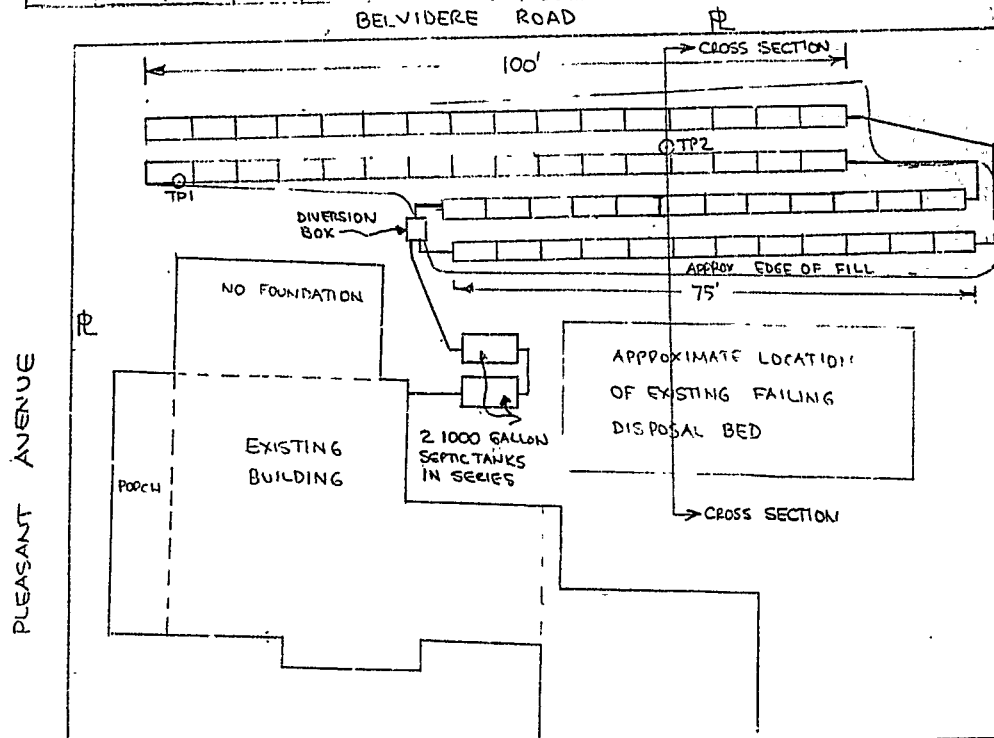 BELVIDERE ROAD
PL
CROSS SECTION
100'
TP2
TP1
DIVERSION
BOX
APPROX EDGE OF FILL
75'
NO FOUNDATION
PL
APPROXIMATE LOCATION
OF EXISTING FAILING
DISPOSAL BED
2 1000 GALLON
SEPTIC TANKS
IN SERIES
EXISTING
BUILDING
PORCH
CROSS SECTION
PLEASANT AVENUE